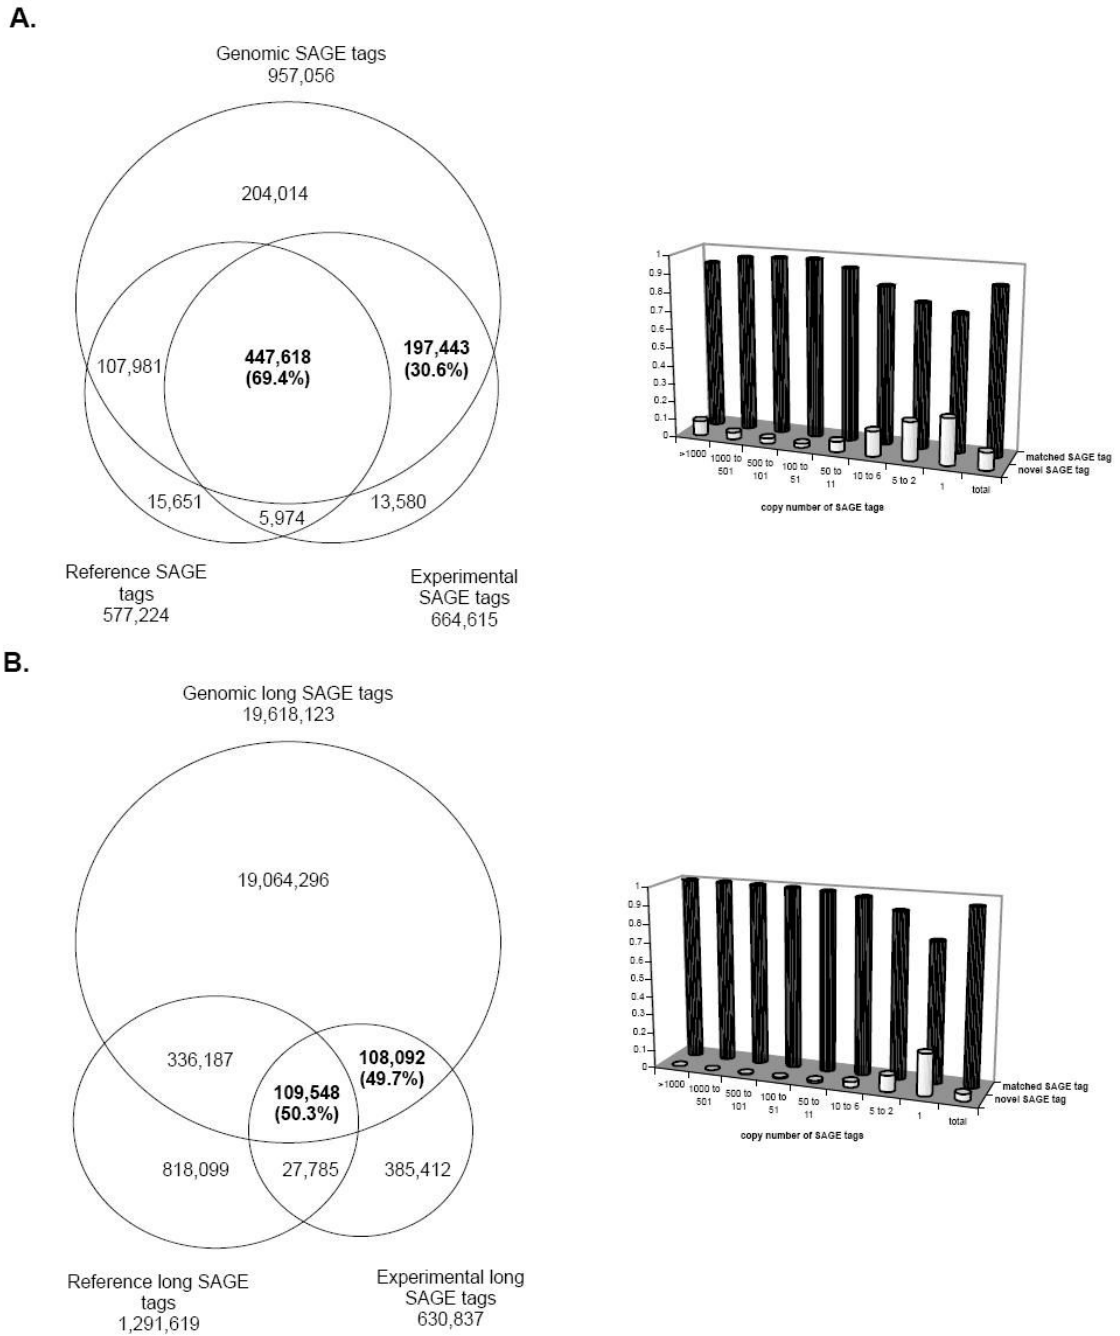 A.
Genomic SAGE tags
957,056
204,014
107,981
447,618
(69.4%)
197,443
(30.6%)
15,651
5,974
13,580
Reference SAGE
tags
577,224
Experimental
SAGE tags
664,615
1
0.9
0.8
0.7
0.6
0.5
0.4
0.3
0.2
0.1
0
>1000
1000 to
501
500 to
101
100 to
51
50 to
11
10 to 6
5 to 2
1
total
matched SAGE tag
novel SAGE tag
copy number of SAGE tags
B.
Genomic long SAGE tags
19,618,123
19,064,296
336,187
109,548
(50.3%)
108,092
(49.7%)
818,099
27,785
385,412
Reference long SAGE
tags
1,291,619
Experimental long
SAGE tags
630,837
1
0.9
0.8
0.7
0.6
0.5
0.4
0.3
0.2
0.1
0
>1000
1000 to
501
500 to
101
100 to
51
50 to
11
10 to 6
5 to 2
1
total
matched SAGE tag
novel SAGE tag
copy number of SAGE tags